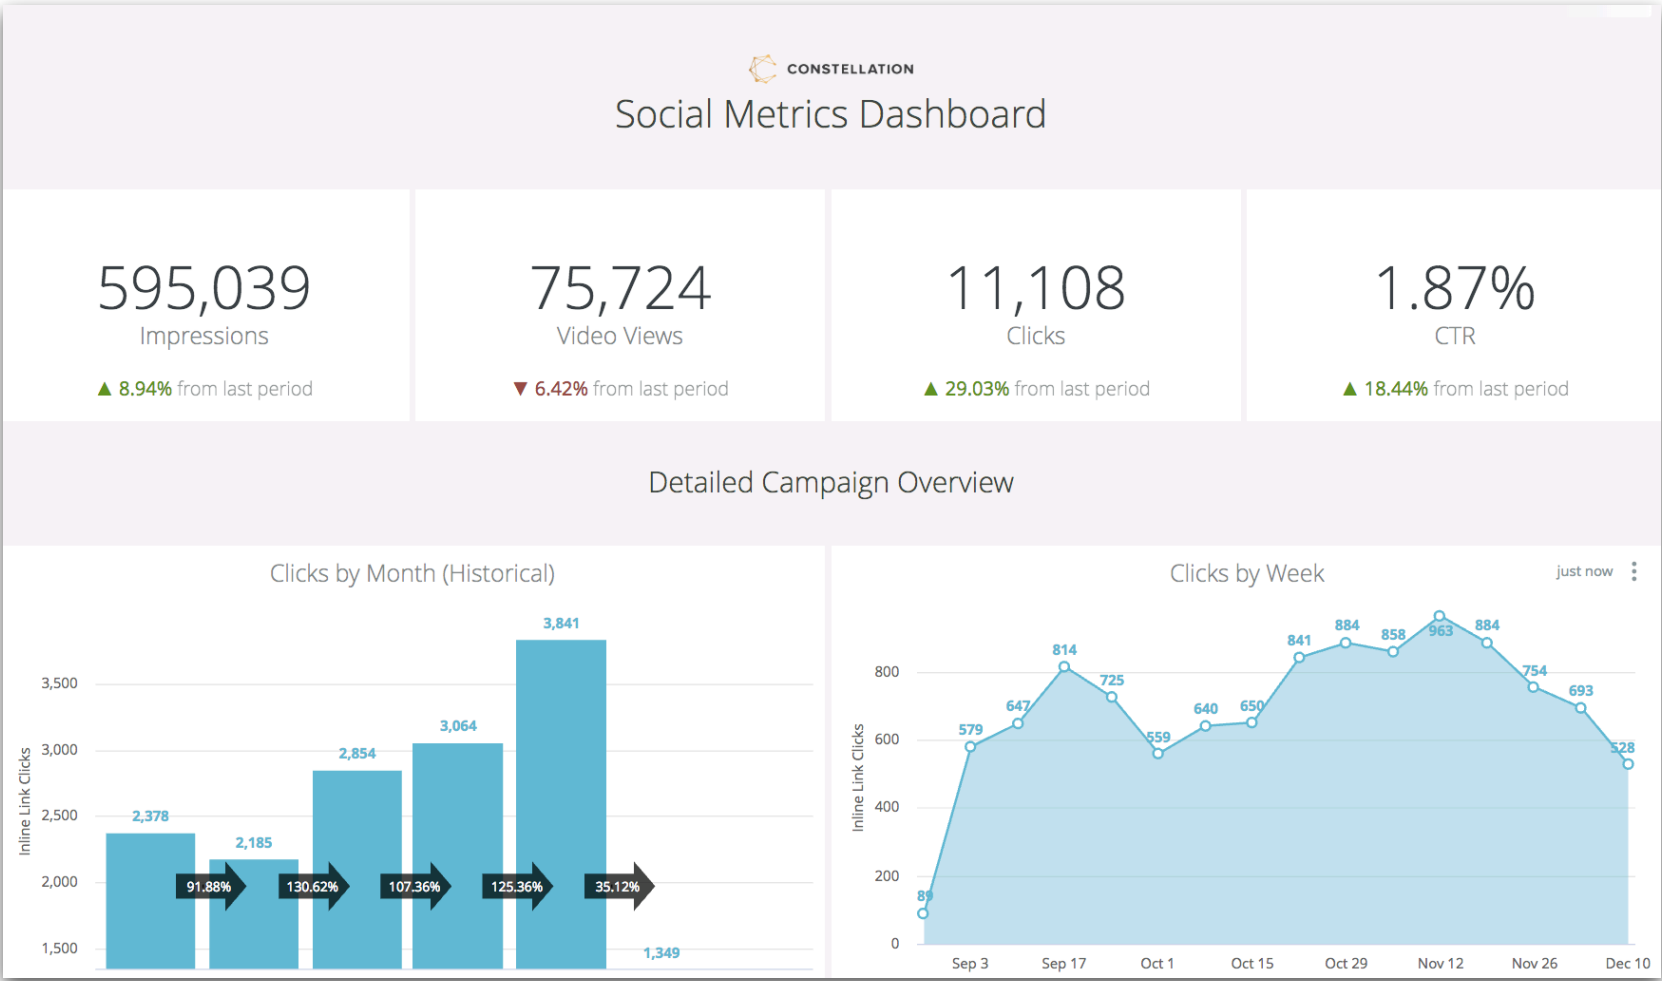 CONSTELLATION
Social Metrics Dashboard
595,039
Impressions
▲ 8.94% from last period
75,724
Video Views
▼ 6.42% from last period
11,108
Clicks
▲ 29.03% from last period
1.87%
CTR
▲ 18.44% from last period
Detailed Campaign Overview
Clicks by Month (Historical)
Inline Link Clicks
3,500
3,000
2,500
2,000
1,500
2,378
2,185
2,854
3,064
3,841
1,349
91.88%
130.62%
107.36%
125.36%
35.12%
Clicks by Week
just now
Inline Link Clicks
800
600
400
200
0
89
579
647
814
725
559
640
650
841
884
858
963
884
754
693
528
Sep 3
Sep 17
Oct 1
Oct 15
Oct 29
Nov 12
Nov 26
Dec 10